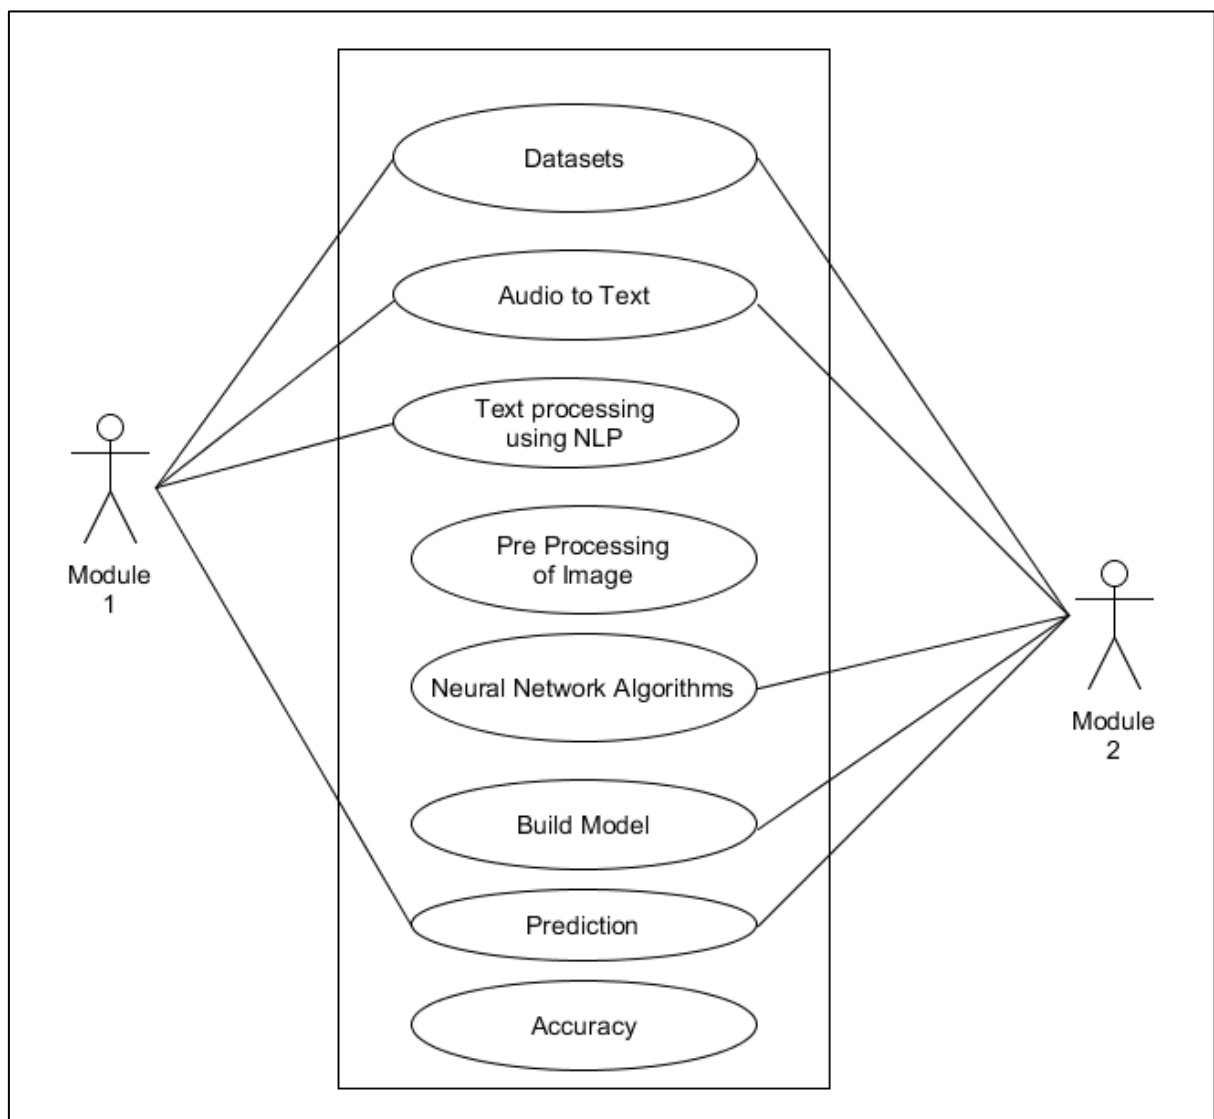 Datasets
Audio to Text
Text processing
using NLP
Pre Processing
of Image
Module
1
Neural Network Algorithms
Module
2
Build Model
Prediction
Accuracy